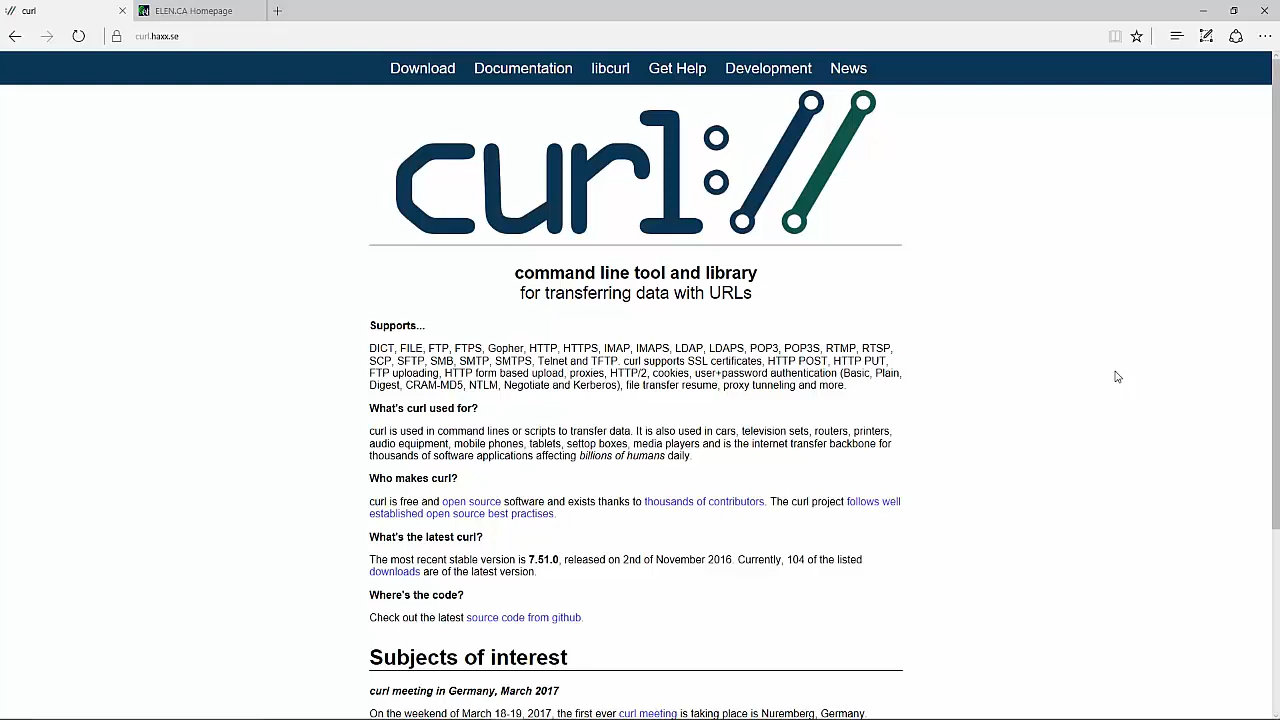 curl
ELEN.CA Homepage
curl.haxx.se
Download Documentation libcurl Get Help Development News
curl://
command line tool and library
for transferring data with URLs
Supports...
DICT, FILE, FTP, FTPS, Gopher, HTTP, HTTPS, IMAP, IMAPS, LDAP, LDAPS, POP3, POP3S, RTMP, RTSP,
SCP, SFTP, SMB, SMTP, SMTPS, Telnet and TFTP. curl supports SSL certificates, HTTP POST, HTTP PUT,
FTP uploading, HTTP form based upload, proxies, HTTP/2, cookies, user+password authentication (Basic, Plain,
Digest, CRAM-MD5, NTLM, Negotiate and Kerberos), file transfer resume, proxy tunneling and more.
What's curl used for?
curl is used in command lines or scripts to transfer data. It is also used in cars, television sets, routers, printers,
audio equipment, mobile phones, tablets, settop boxes, media players and is the internet transfer backbone for
thousands of software applications affecting billions of humans daily.
Who makes curl?
curl is free and open source software and exists thanks to thousands of contributors. The curl project follows well
established open source best practises.
What's the latest curl?
The most recent stable version is 7.51.0, released on 2nd of November 2016. Currently, 104 of the listed
downloads are of the latest version.
Where's the code?
Check out the latest source code from github.
Subjects of interest
curl meeting in Germany, March 2017
On the weekend of March 18-19, 2017, the first ever curl meeting is taking place is Nuremberg, Germany.